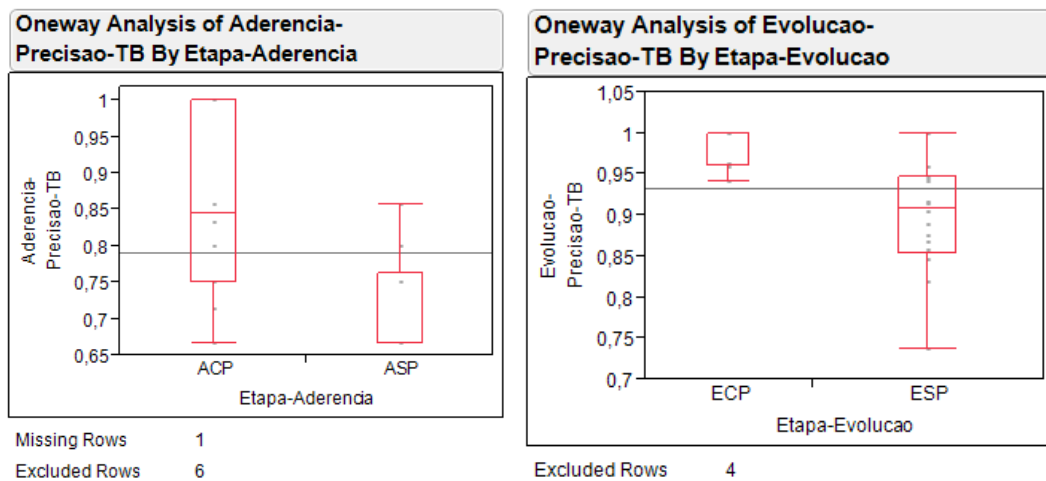 Oneway Analysis of Aderencia-
Precisao-TB By Etapa-Aderencia
1
0,95
0,9
0,85
0,8
0,75
0,7
0,65
Aderencia-
Precisao-TB
ACP
ASP
Etapa-Aderencia
Missing Rows 1
Excluded Rows 6
Oneway Analysis of Evolucao-
Precisao-TB By Etapa-Evolucao
1,05
1
0,95
0,9
0,85
0,8
0,75
0,7
Evolucao-
Precisao-TB
ECP
ESP
Etapa-Evolucao
Excluded Rows 4